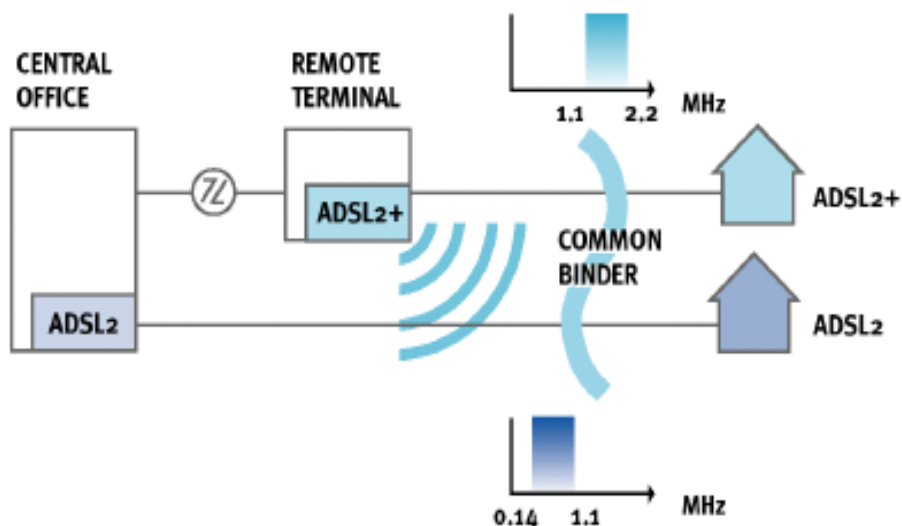 CENTRAL
OFFICE
REMOTE
TERMINAL
1.1 2.2 MHz
ADSL2+
ADSL2+
COMMON
BINDER
ADSL2
ADSL2
0.14 1.1 MHz